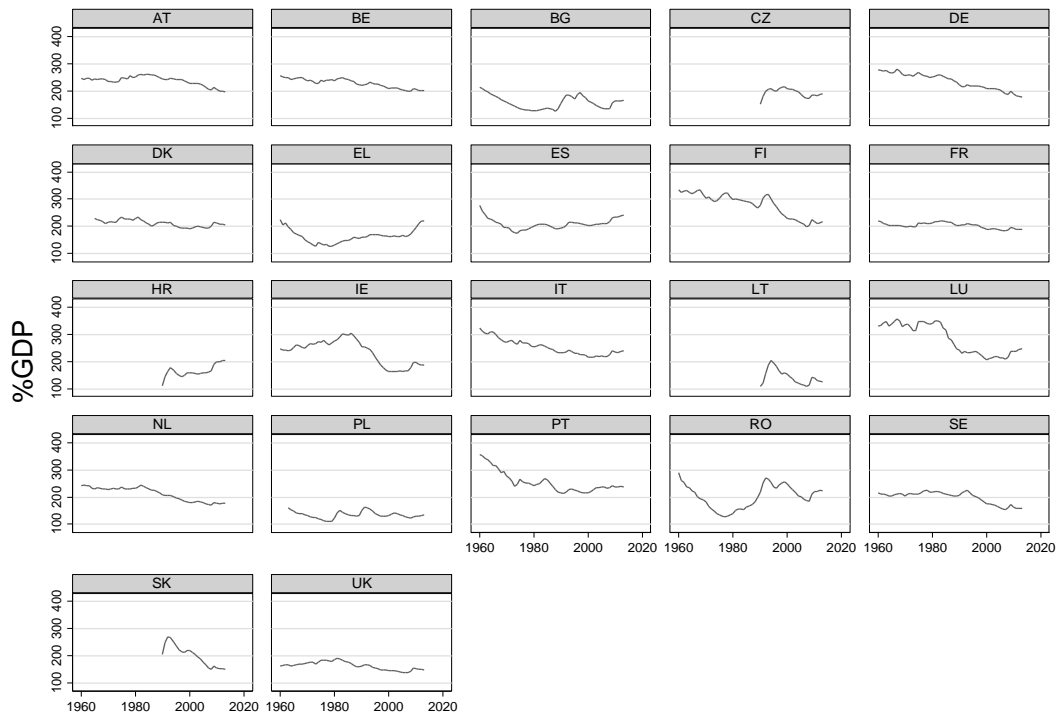 AT BE BG CZ DE
100 200 300 400
DK EL ES FI FR
100 200 300 400
HR IE IT LT LU
100 200 300 400
%GDP
NL PL PT RO SE
100 200 300 400
1960 1980 2000 2020 1960 1980 2000 2020 1960 1980 2000 2020
SK UK
100 200 300 400
1960 1980 2000 2020 1960 1980 2000 2020